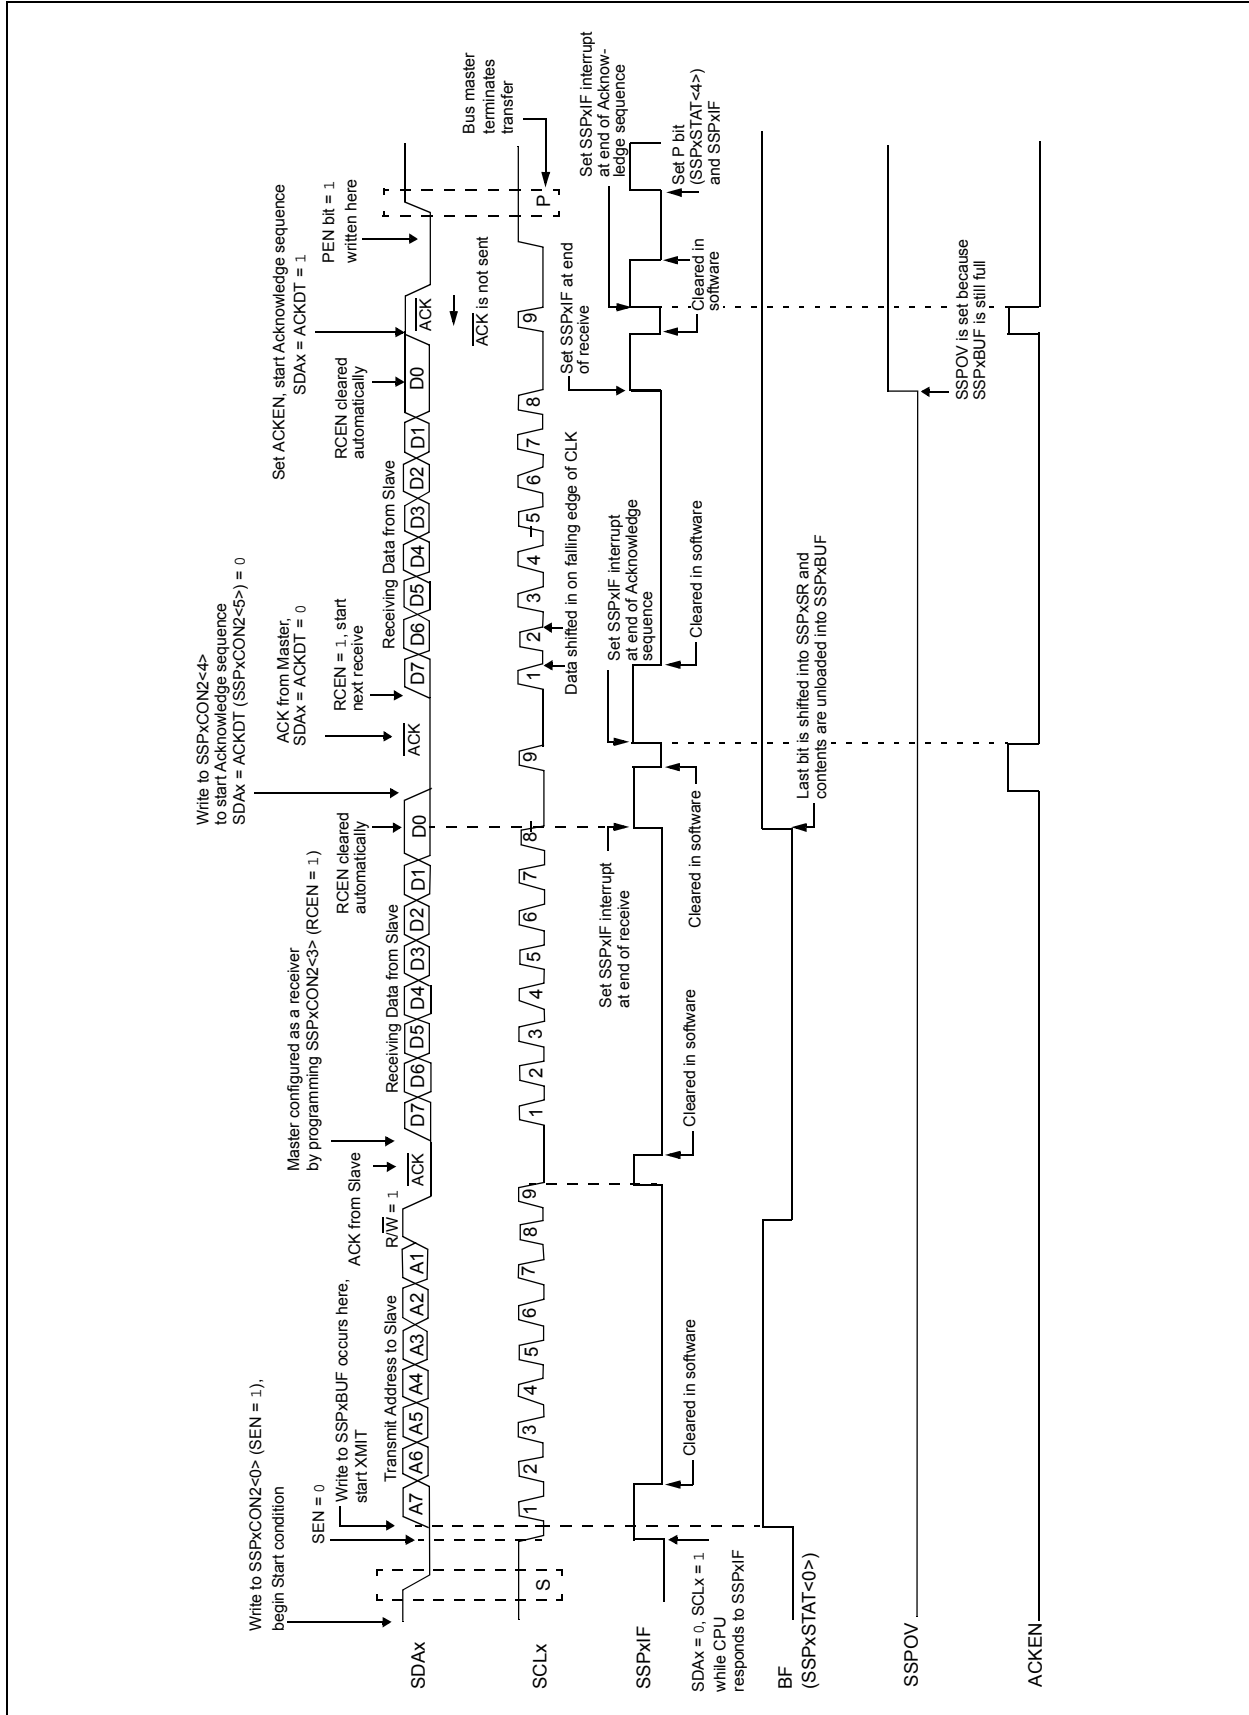 Write to SSPxCON2<0> (SEN = 1),
begin Start condition
SEN = 0
Write to SSPxBUF occurs here,
start XMIT
ACK from Slave
Master configured as a receiver
by programming SSPxCON2<3> (RCEN = 1)
RCEN cleared
automatically
Write to SSPxCON2<4>
to start Acknowledge sequence
SDAx = ACKDT (SSPxCON2<5>) = 0
ACK from Master,
SDAx = ACKDT = 0
RCEN = 1, start
next receive
Set ACKEN, start Acknowledge sequence
SDAx = ACKDT = 1
RCEN cleared
automatically
PEN bit = 1
written here
Transmit Address to Slave
R/W = 1
Receiving Data from Slave
Receiving Data from Slave
SDAx
A7 A6 A5 A4 A3 A2 A1 ACK D7 D6 D5 D4 D3 D2 D1 D0 ACK D7 D6 D5 D4 D3 D2 D1 D0 ACK
ACK is not sent
Bus master
terminates
transfer
SCLx
S 1 2 3 4 5 6 7 8 9 1 2 3 4 5 6 7 8 9 1 2 3 4 5 6 7 8 9 P
Data shifted in on falling edge of CLK
Set SSPxIF at end
of receive
Set SSPxIF interrupt
at end of Acknow-
ledge sequence
Set SSPxIF interrupt
at end of receive
Set SSPxIF interrupt
at end of Acknowledge
sequence
SSPxIF
SDAx = 0, SCLx = 1
while CPU
responds to SSPxIF
Cleared in software
Cleared in software
Cleared in software
Cleared in software
Cleared in
software
Set P bit
(SSPxSTAT<4>)
and SSPxIF
BF
(SSPxSTAT<0>)
Last bit is shifted into SSPxSR and
contents are unloaded into SSPxBUF
SSPOV
SSPOV is set because
SSPxBUF is still full
ACKEN